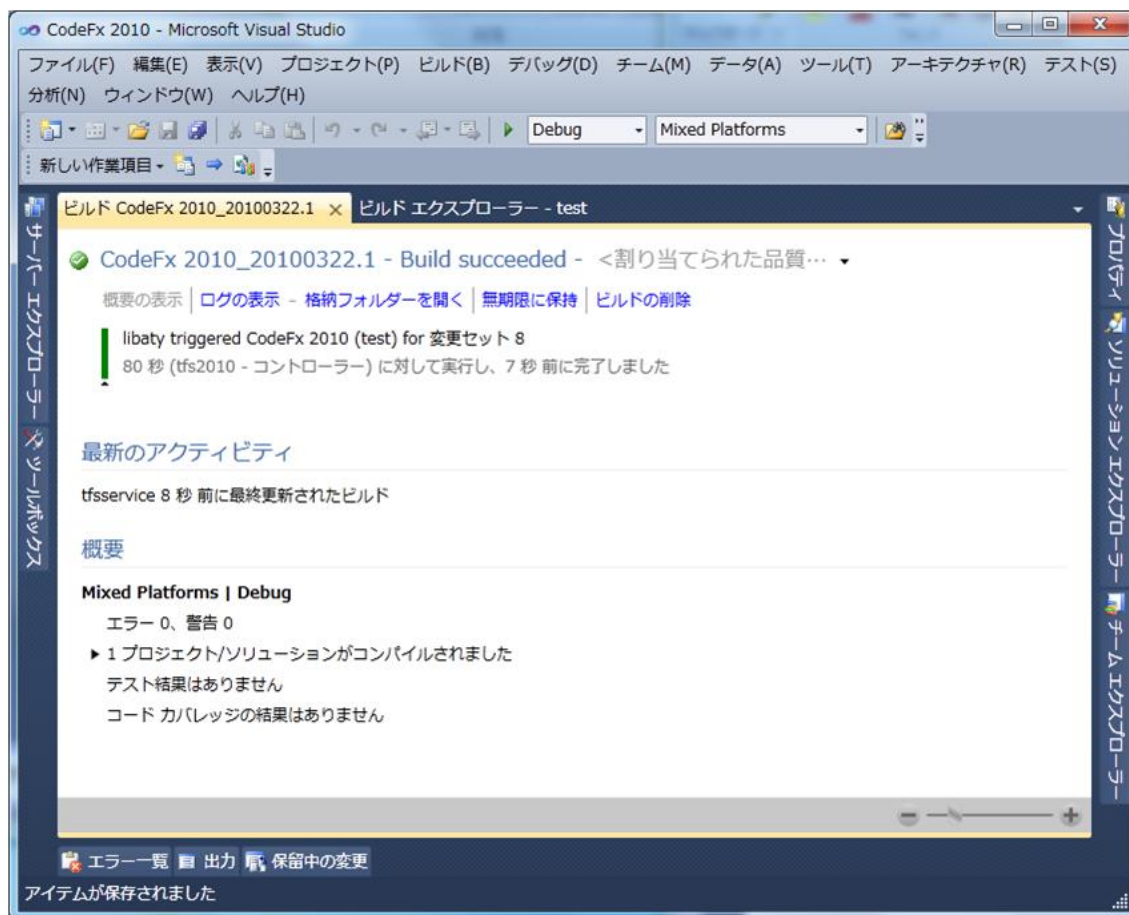 CodeFx 2010 - Microsoft Visual Studio
ファイル(F) 編集(E) 表示(V) プロジェクト(P) ビルド(B) デバッグ(D) チーム(M) データ(A) ツール(T) アーキテクチャ(R) テスト(S)
分析(N) ウィンドウ(W) ヘルプ(H)
Debug Mixed Platforms
新しい作業項目
サーバー エクスプローラー
ツールボックス
ビルド CodeFx 2010_20100322.1 ビルド エクスプローラー - test
CodeFx 2010_20100322.1 - Build succeeded - <割り当てられた品質…
概要の表示 | ログの表示 - 格納フォルダーを開く | 無期限に保持 | ビルドの削除
libaty triggered CodeFx 2010 (test) for 変更セット 8
80 秒 (tfs2010 - コントローラー) に対して実行し、7 秒 前に完了しました
最新のアクティビティ
tfsservice 8 秒 前に最終更新されたビルド
概要
Mixed Platforms | Debug
エラー 0、警告 0
1 プロジェクト/ソリューションがコンパイルされました
テスト結果はありません
コード カバレッジの結果はありません
プロパティ
ソリューション エクスプローラー
チーム エクスプローラー
エラー一覧 出力 保留中の変更
アイテムが保存されました